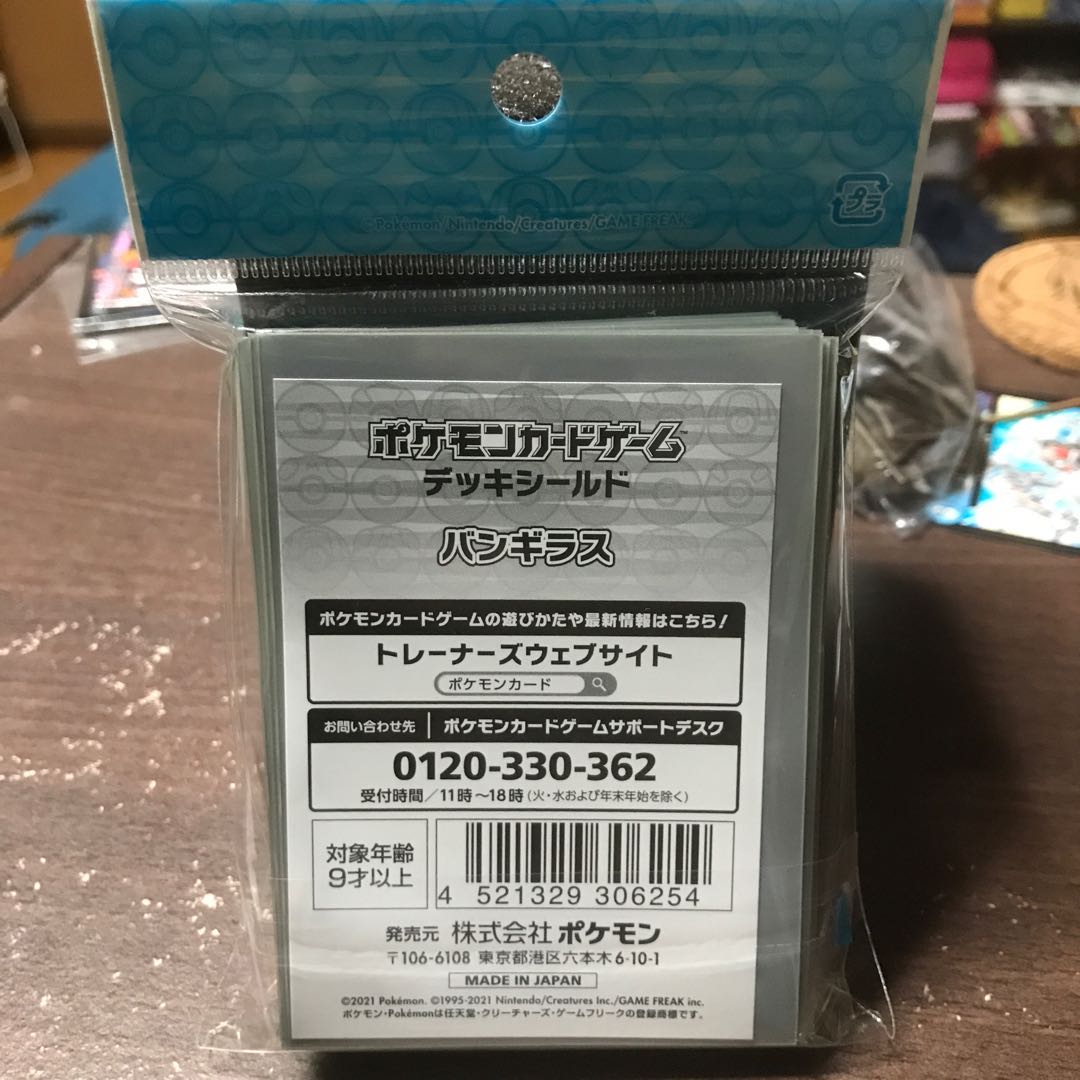 プラ
©Pokémon/Nintendo/Creatures/GAME FREAK
ポケモンカードゲーム™
デッキシールド
バンギラス
ポケモンカードゲームの遊びかたや最新情報はこちら!
トレーナーズウェブサイト
ポケモンカード
お問い合わせ先 ポケモンカードゲームサポートデスク
0120-330-362
受付時間/11時~18時(火・水および年末年始を除く)
対象年齢
9才以上
4 521329 306254
発売元 株式会社ポケモン
〒106-6108 東京都港区六本木6-10-1
MADE IN JAPAN
©2021 Pokémon. ©1995-2021 Nintendo/Creatures Inc./GAME FREAK inc.
ポケモン・Pokémonは任天堂・クリーチャーズ・ゲームフリークの登録商標です。